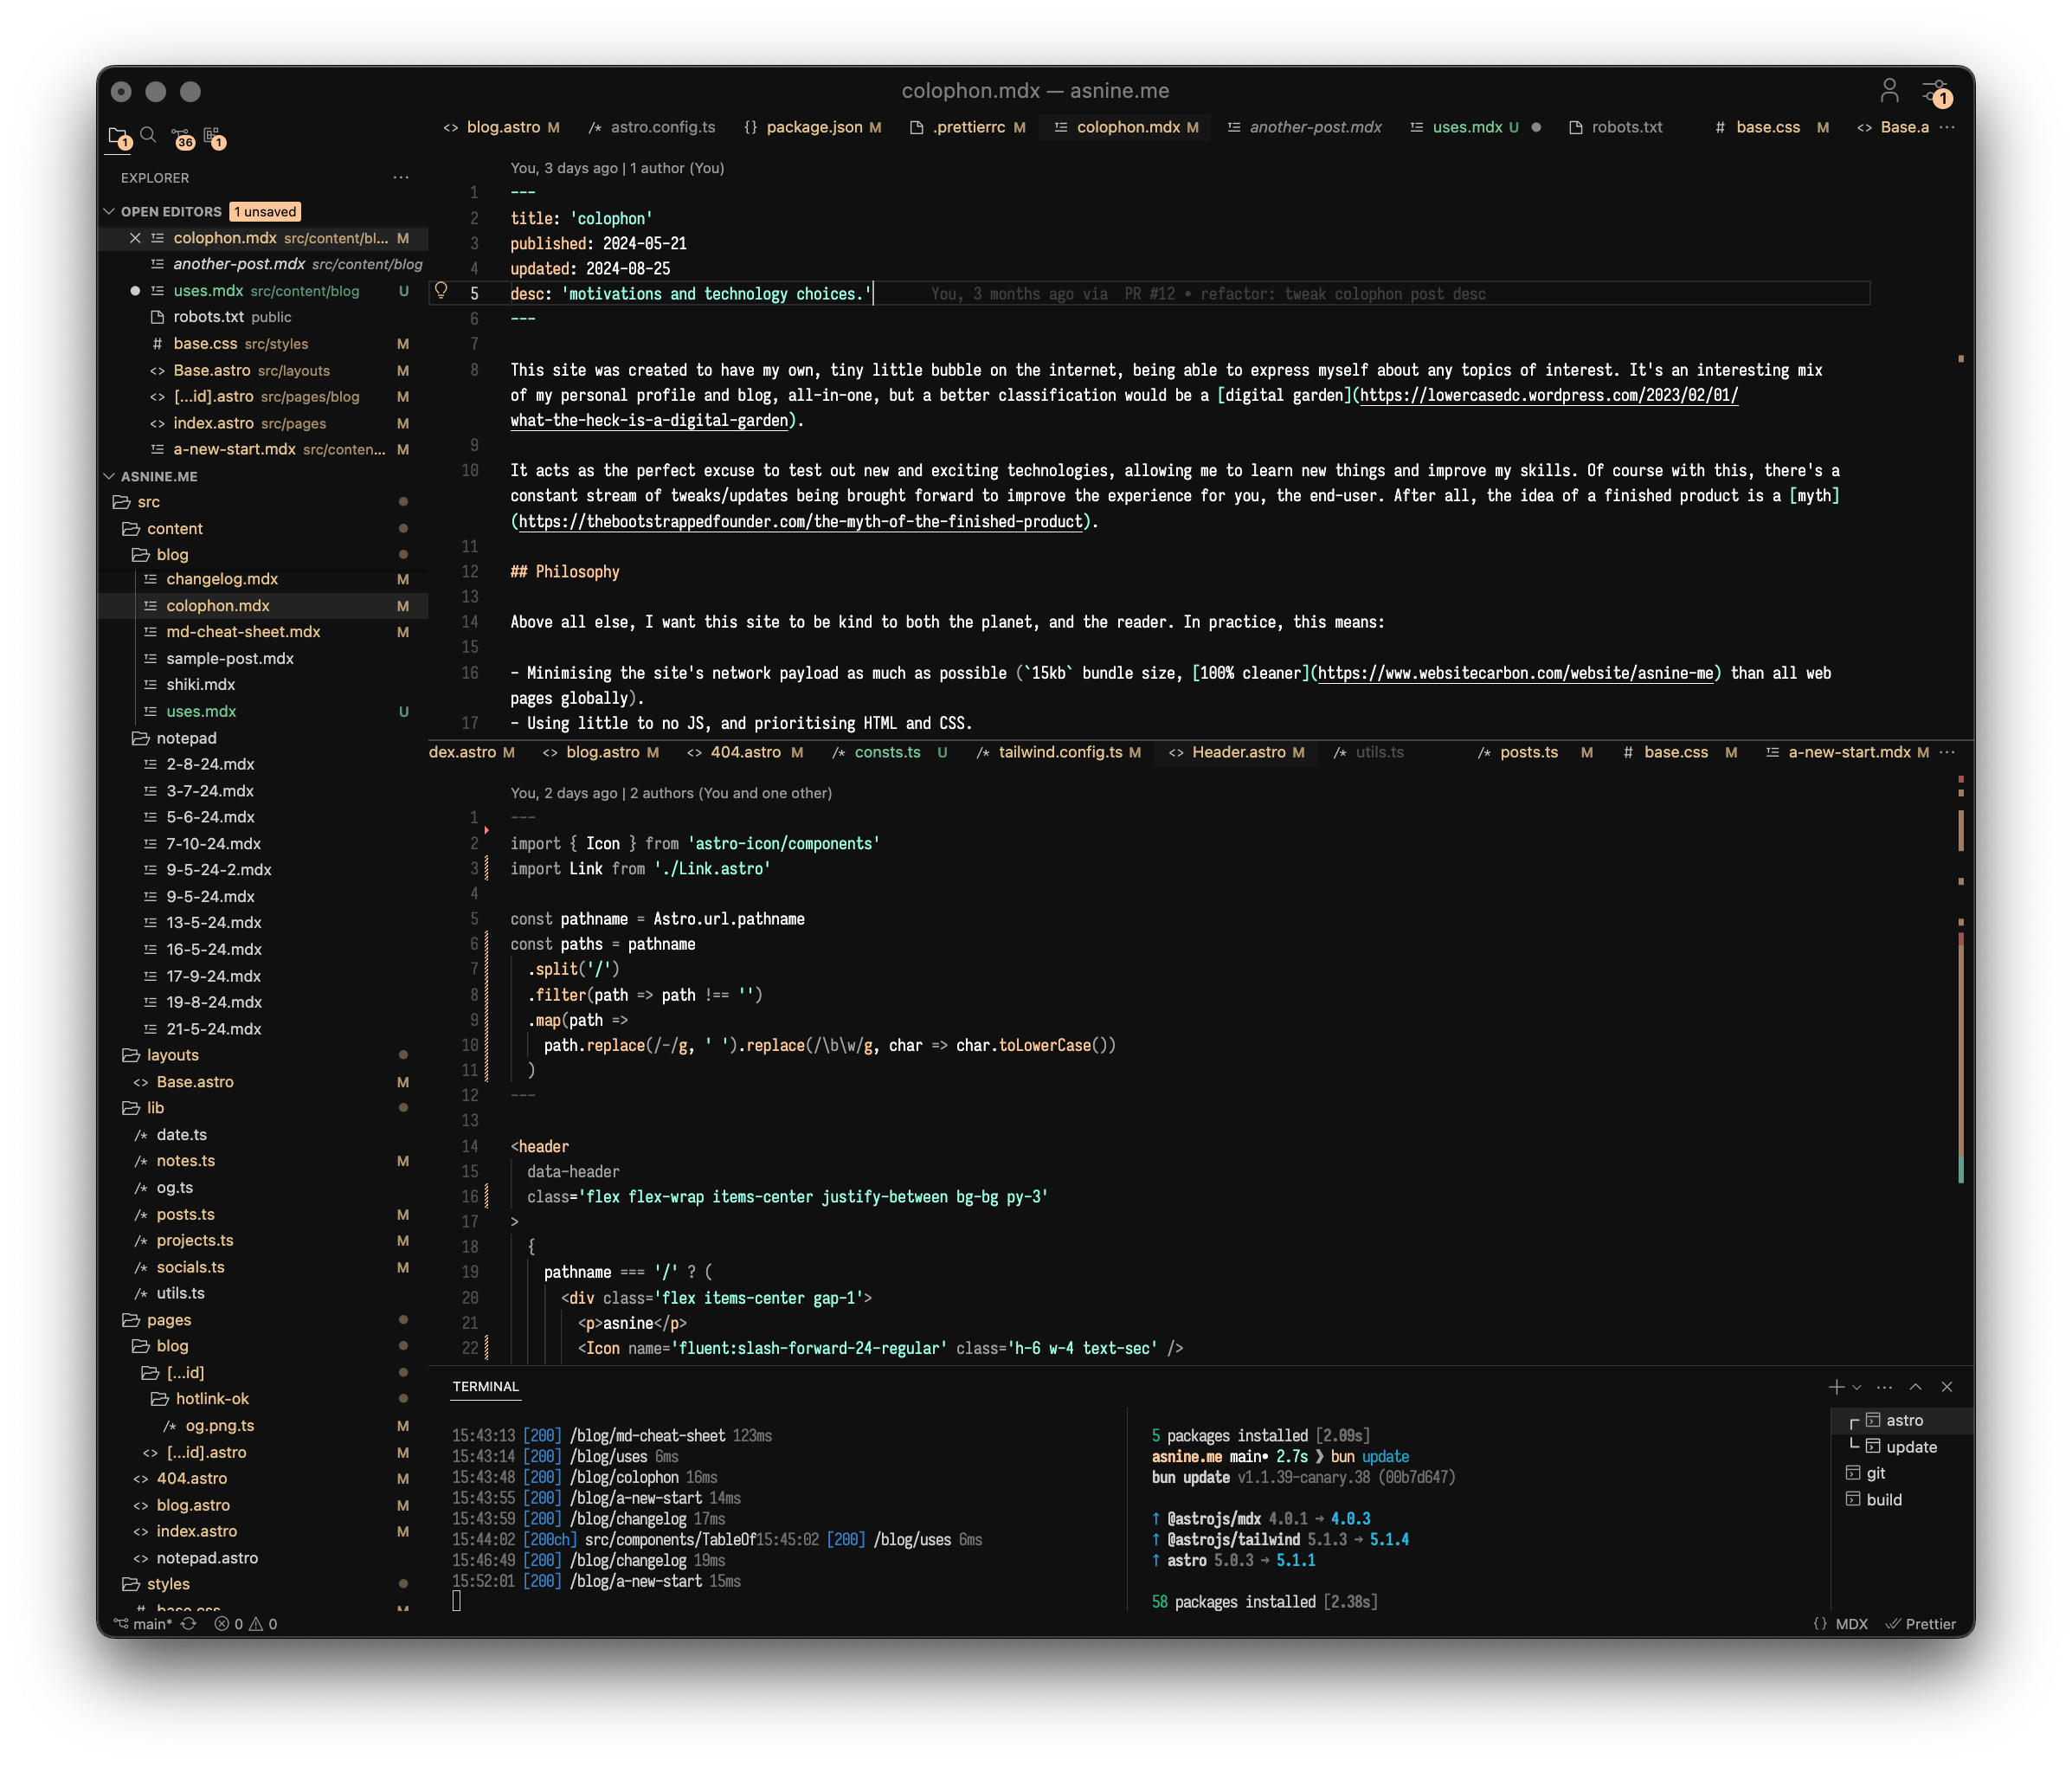 colophon.mdx — asnine.me
1
1
36
1
EXPLORER
OPEN EDITORS 1 unsaved
colophon.mdx src/content/bl... M
another-post.mdx src/content/blog
uses.mdx src/content/blog U
robots.txt public
base.css src/styles M
Base.astro src/layouts M
[...id].astro src/pages/blog M
index.astro src/pages M
a-new-start.mdx src/conten... M
ASNINE.ME
src
content
blog
changelog.mdx M
colophon.mdx M
md-cheat-sheet.mdx M
sample-post.mdx
shiki.mdx
uses.mdx U
notepad
2-8-24.mdx
3-7-24.mdx
5-6-24.mdx
7-10-24.mdx
9-5-24-2.mdx
9-5-24.mdx
13-5-24.mdx
16-5-24.mdx
17-9-24.mdx
19-8-24.mdx
21-5-24.mdx
layouts
Base.astro M
lib
date.ts
notes.ts M
og.ts
posts.ts M
projects.ts M
socials.ts M
utils.ts
pages
blog
[...id]
hotlink-ok
og.png.ts M
[...id].astro M
404.astro M
blog.astro M
index.astro M
notepad.astro
styles
base.css M
blog.astro M astro.config.ts package.json M .prettierrc M colophon.mdx M another-post.mdx uses.mdx U robots.txt base.css M Base.a
You, 3 days ago | 1 author (You)
1 ---
2 title: 'colophon'
3 published: 2024-05-21
4 updated: 2024-08-25
5 desc: 'motivations and technology choices.' You, 3 months ago via PR #12 • refactor: tweak colophon post desc
6 ---
7
8 This site was created to have my own, tiny little bubble on the internet, being able to express myself about any topics of interest. It's an interesting mix
of my personal profile and blog, all-in-one, but a better classification would be a [digital garden](https://lowercasedc.wordpress.com/2023/02/01/
what-the-heck-is-a-digital-garden).
9
10 It acts as the perfect excuse to test out new and exciting technologies, allowing me to learn new things and improve my skills. Of course with this, there's a
constant stream of tweaks/updates being brought forward to improve the experience for you, the end-user. After all, the idea of a finished product is a [myth]
(https://thebootstrappedfounder.com/the-myth-of-the-finished-product).
11
12 ## Philosophy
13
14 Above all else, I want this site to be kind to both the planet, and the reader. In practice, this means:
15
16 - Minimising the site's network payload as much as possible (`15kb` bundle size, [100% cleaner](https://www.websitecarbon.com/website/asnine-me) than all web
pages globally).
17 - Using little to no JS, and prioritising HTML and CSS.
dex.astro M blog.astro M 404.astro M consts.ts U tailwind.config.ts M Header.astro M utils.ts posts.ts M base.css M a-new-start.mdx M
You, 2 days ago | 2 authors (You and one other)
1 ---
2 import { Icon } from 'astro-icon/components'
3 import Link from './Link.astro'
4
5 const pathname = Astro.url.pathname
6 const paths = pathname
7 .split('/')
8 .filter(path => path !== '')
9 .map(path =>
10 path.replace(/-/g, ' ').replace(/\b\w/g, char => char.toLowerCase())
11 )
12 ---
13
14 <header
15 data-header
16 class='flex flex-wrap items-center justify-between bg-bg py-3'
17 >
18 {
19 pathname === '/' ? (
20 <div class='flex items-center gap-1'>
21 <p>asnine</p>
22 <Icon name='fluent:slash-forward-24-regular' class='h-6 w-4 text-sec' />
TERMINAL
15:43:13 [200] /blog/md-cheat-sheet 123ms
15:43:14 [200] /blog/uses 6ms
15:43:48 [200] /blog/colophon 16ms
15:43:55 [200] /blog/a-new-start 14ms
15:43:59 [200] /blog/changelog 17ms
15:44:02 [200ch] src/components/TableOf15:45:02 [200] /blog/uses 6ms
15:46:49 [200] /blog/changelog 19ms
15:52:01 [200] /blog/a-new-start 15ms
5 packages installed [2.09s]
asnine.me main• 2.7s ❯ bun update
bun update v1.1.39-canary.38 (00b7d647)
↑ @astrojs/mdx 4.0.1 → 4.0.3
↑ @astrojs/tailwind 5.1.3 → 5.1.4
↑ astro 5.0.3 → 5.1.1
58 packages installed [2.38s]
astro
update
git
build
main* 0 0
MDX Prettier